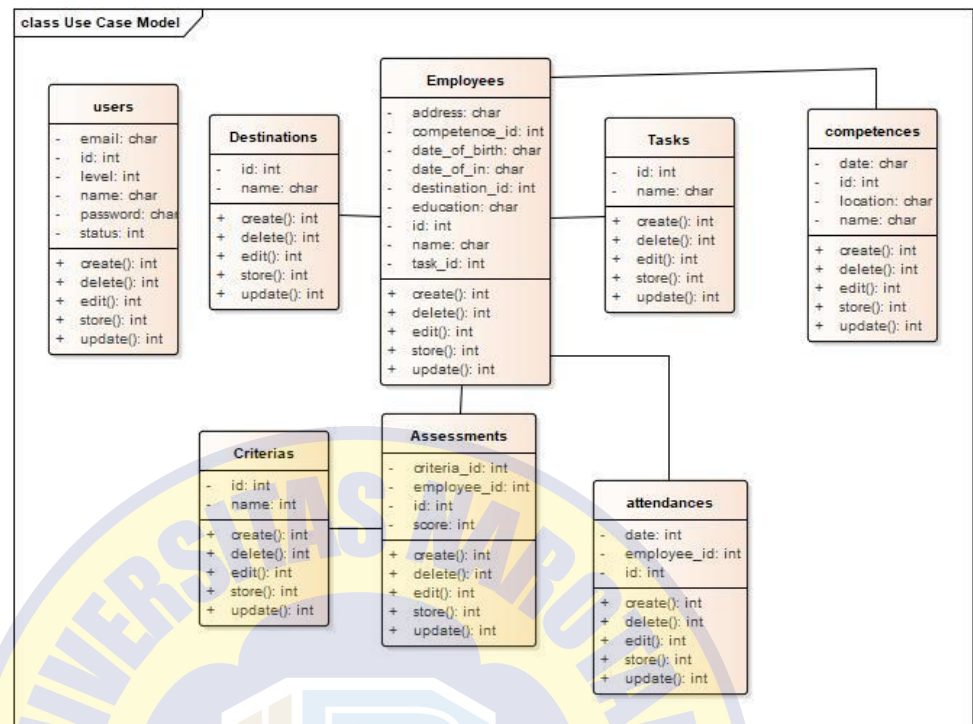 class Use Case Model
users
- email: char
- id: int
- level: int
- name: char
- password: char
- status: int
+ create(): int
+ delete(): int
+ edit(): int
+ store(): int
+ update(): int
Destinations
- id: int
- name: char
+ create(): int
+ delete(): int
+ edit(): int
+ store(): int
+ update(): int
Employees
- address: char
- competence_id: int
- date_of_birth: char
- date_of_in: char
- destination_id: int
- education: char
- id: int
- name: char
- task_id: int
+ create(): int
+ delete(): int
+ edit(): int
+ store(): int
+ update(): int
Tasks
- id: int
- name: char
+ create(): int
+ delete(): int
+ edit(): int
+ store(): int
+ update(): int
competences
- date: char
- id: int
- location: char
- name: char
+ create(): int
+ delete(): int
+ edit(): int
+ store(): int
+ update(): int
Criterias
- id: int
- name: int
+ create(): int
+ delete(): int
+ edit(): int
+ store(): int
+ update(): int
Assessments
- criteria_id: int
- employee_id: int
- id: int
- score: int
+ create(): int
+ delete(): int
+ edit(): int
+ store(): int
+ update(): int
attendances
- date: int
- employee_id: int
- id: int
+ create(): int
+ delete(): int
+ edit(): int
+ store(): int
+ update(): int